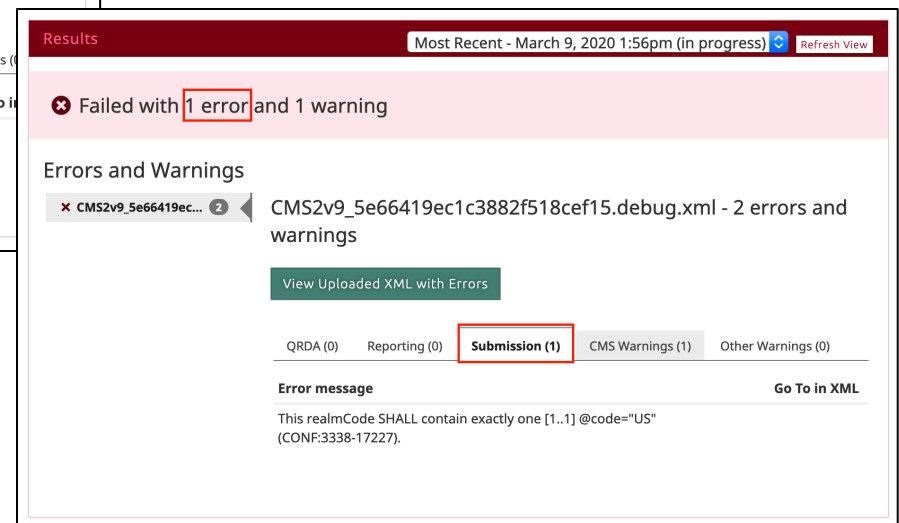 Results
Most Recent - March 9, 2020 1:56pm (in progress)
Refresh View
s (
o i
Failed with 1 error and 1 warning
Errors and Warnings
CMS2v9_5e66419ec... 2
CMS2v9_5e66419ec1c3882f518cef15.debug.xml - 2 errors and
warnings
View Uploaded XML with Errors
QRDA (0) Reporting (0) Submission (1) CMS Warnings (1) Other Warnings (0)
Error message Go To in XML
This realmCode SHALL contain exactly one [1..1] @code="US"
(CONF:3338-17227).